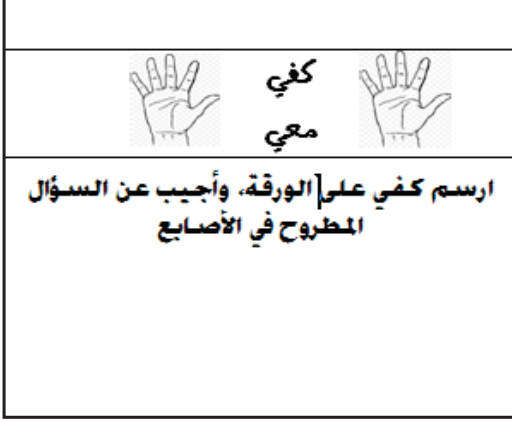 كفي
معي
ارسم كفي على الورقة، وأجيب عن السؤال
المطروح في الأصابع